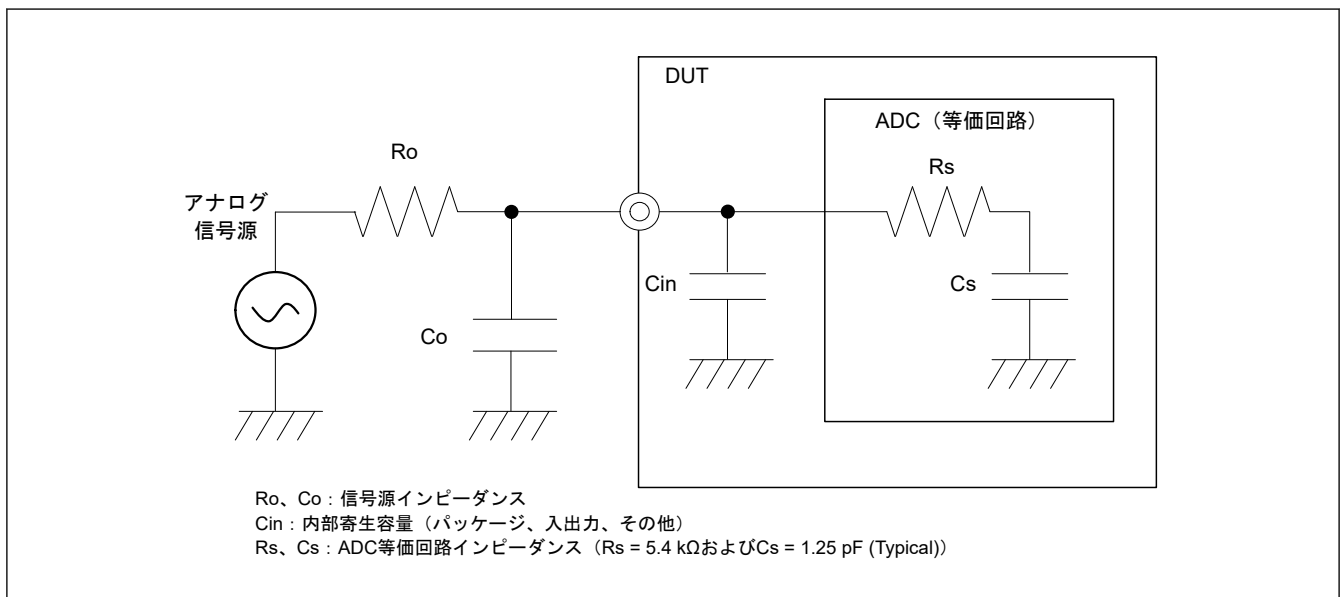 DUT
ADC（等価回路）
Ro
Rs
アナログ
信号源
Cin
Cs
Co
Ro、Co：信号源インピーダンス
Cin：内部寄生容量（パッケージ、入出力、その他）
Rs、Cs：ADC等価回路インピーダンス（Rs = 5.4 kΩおよびCs = 1.25 pF (Typical)）